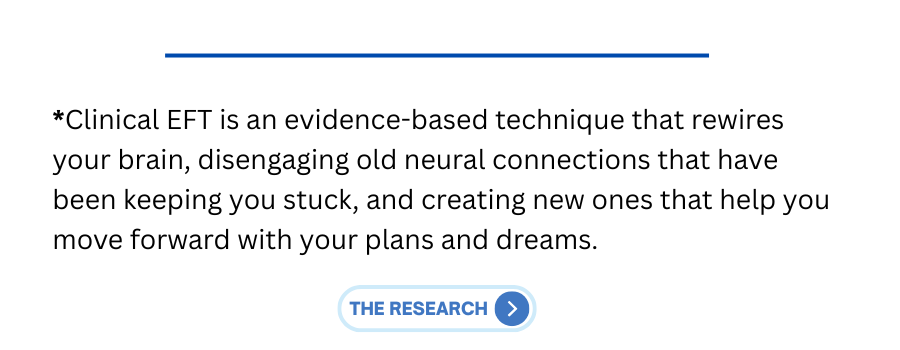 *Clinical EFT is an evidence-based technique that rewires
your brain, disengaging old neural connections that have
been keeping you stuck, and creating new ones that help you
move forward with your plans and dreams.
THE RESEARCH